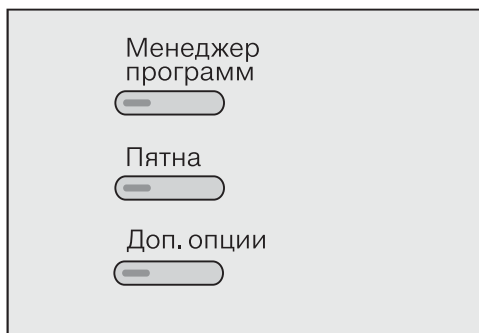 Менеджер
программ
Пятна
Доп. опции